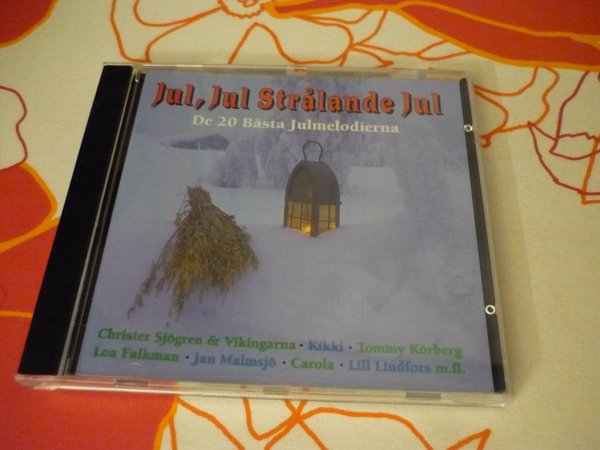 Jul, Jul Strålande Jul
De 20 Bästa Julmelodierna
Christer Sjögren & Vikingarna · Kikki · Tommy Körberg
Loa Falkman · Jan Malmsjö · Carola · Lill Lindfors m.fl.